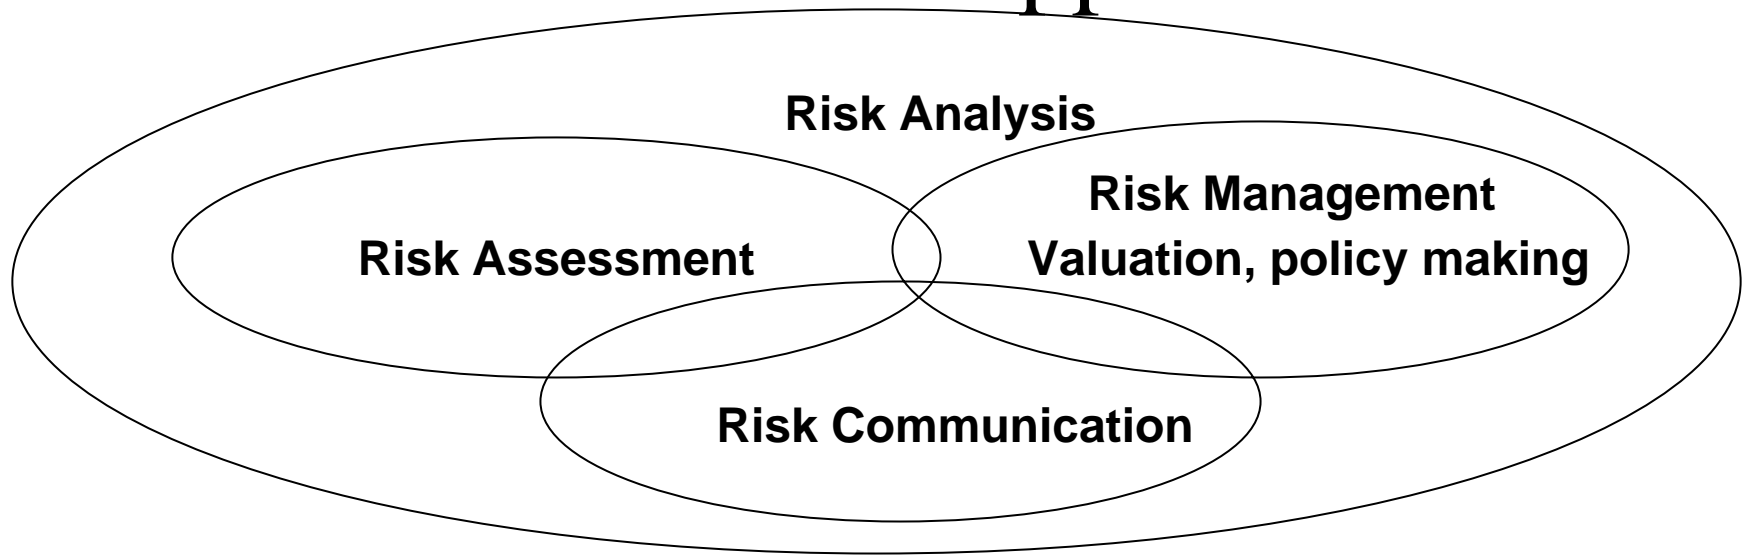 Risk Analysis
Risk Management
Valuation, policy making
Risk Assessment
Risk Communication